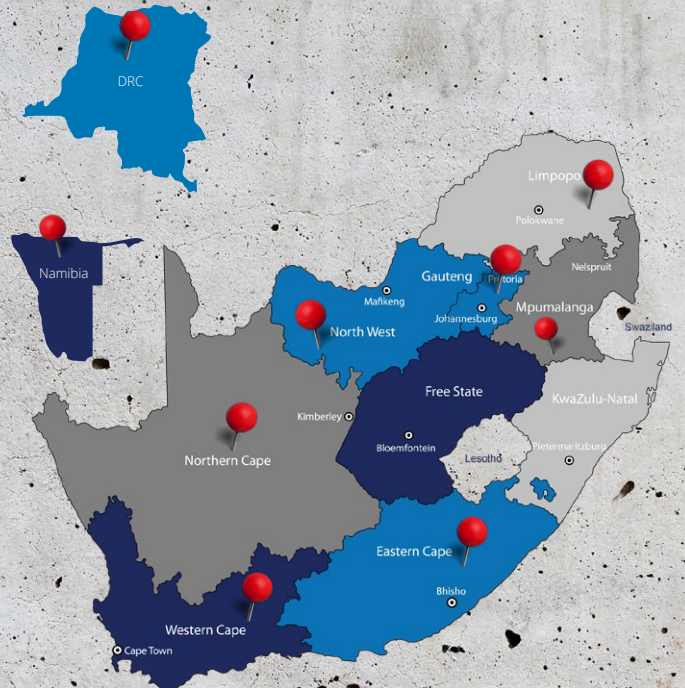 DRC
Limpopo
Polokwane
Namibia
Nelspruit
Gauteng
Pretoria
Mafikeng
Mpumalanga
Johannesburg
Swaziland
North West
Free State
KwaZulu-Natal
Kimberley
Bloemfontein
Pietermaritzburg
Lesotho
Northern Cape
Eastern Cape
Bhisho
Western Cape
Cape Town